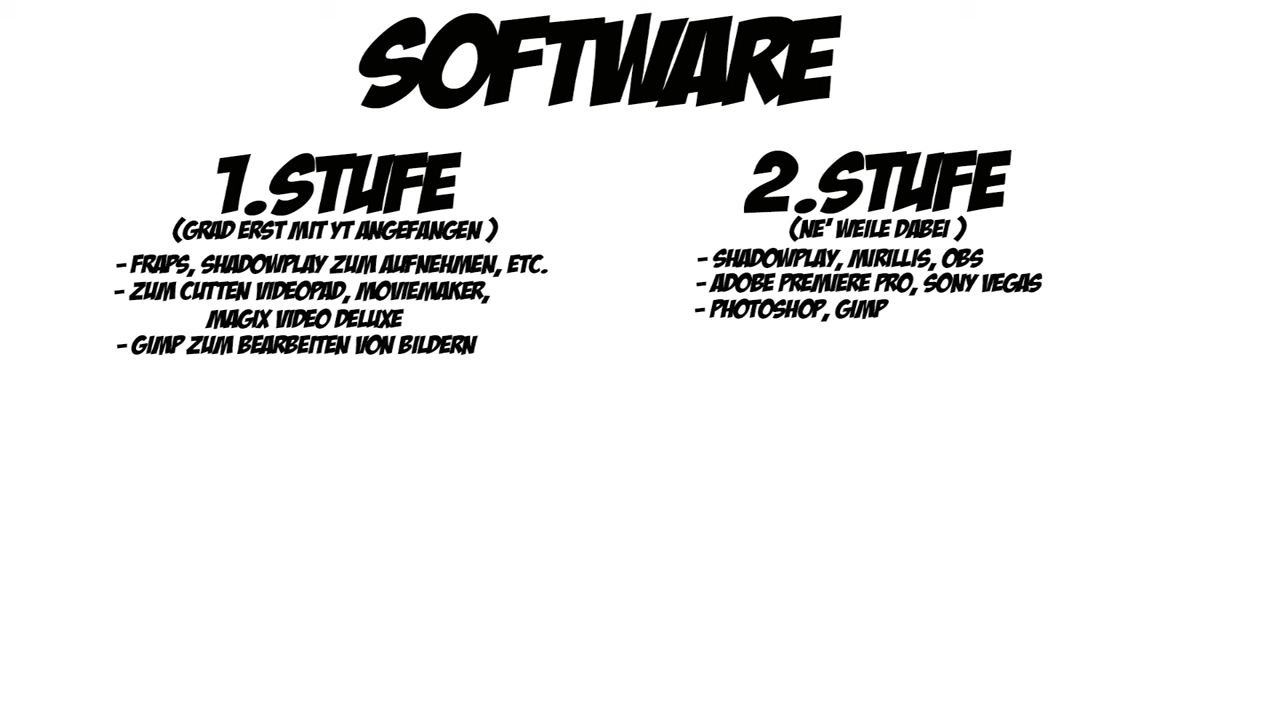 SOFTWARE
1.STUFE
(GRAD ERST MIT YT ANGEFANGEN )
- FRAPS, SHADOWPLAY ZUM AUFNEHMEN, ETC.
- ZUM CUTTEN VIDEOPAD, MOVIEMAKER,
MAGIX VIDEO DELUXE
- GIMP ZUM BEARBEITEN VON BILDERN
2.STUFE
(NE' WEILE DABEI )
- SHADOWPLAY, MIRILLIS, OBS
- ADOBE PREMIERE PRO, SONY VEGAS
- PHOTOSHOP, GIMP